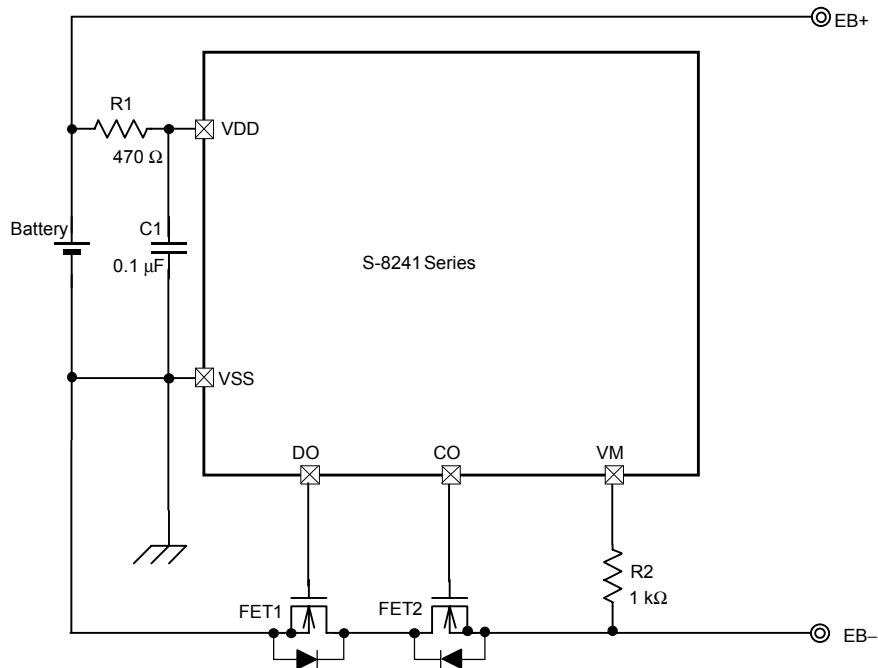 EB+
R1
VDD
470 Ω
Battery
C1
0.1 μF
S-8241 Series
VSS
DO
CO
VM
R2
1 kΩ
FET1
FET2
EB–